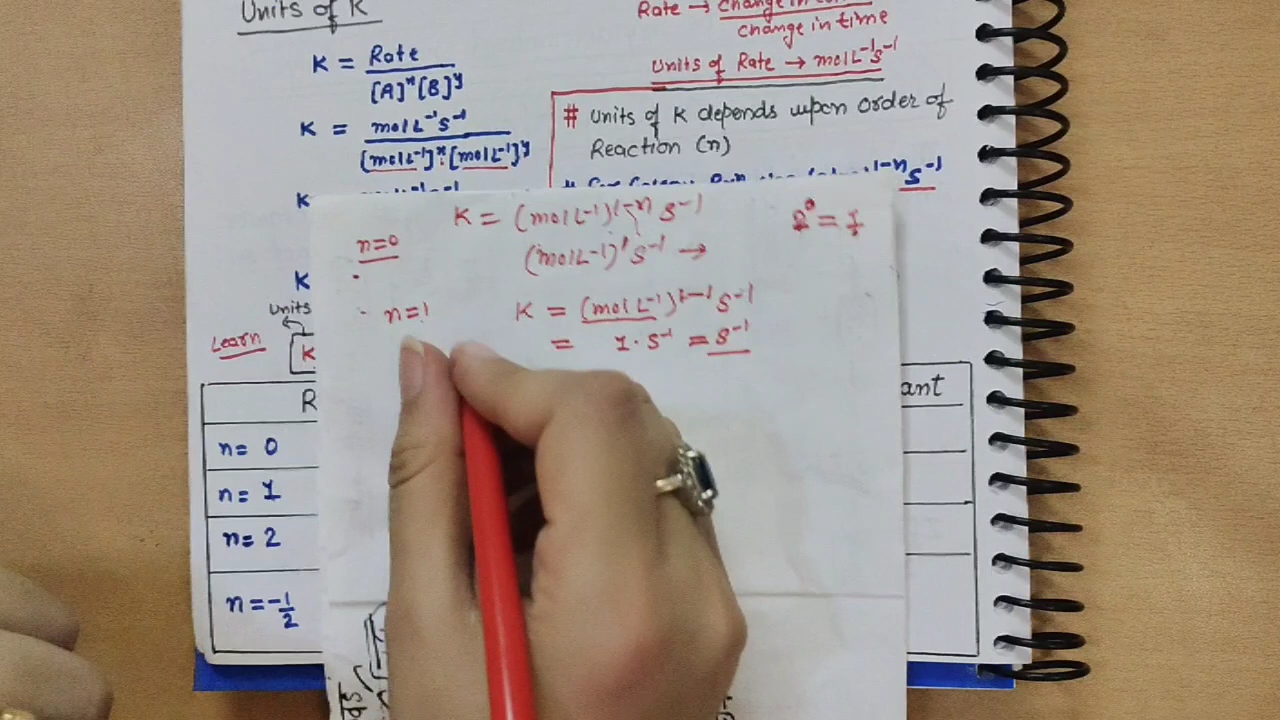 Units of K
Rate → change in
change in time
Units of Rate → mol L⁻¹ s⁻¹
K = Rate
[A]ˣ [B]ʸ
K = mol L⁻¹ s⁻¹
[mol L⁻¹]ˣ . [mol L⁻¹]ʸ
# Units of K depends upon order of
Reaction (n)
1-n s⁻¹
K
K
Units
Learn
K
K = (mol L⁻¹)¹⁻ⁿ s⁻¹
n=0
(mol L⁻¹)¹ s⁻¹ →
2⁰ = 1
n=1
K = (mol L⁻¹)¹⁻¹ s⁻¹
= 1 . s⁻¹ = s⁻¹
R
ant
n = 0
n = 1
n = 2
n = -1/2